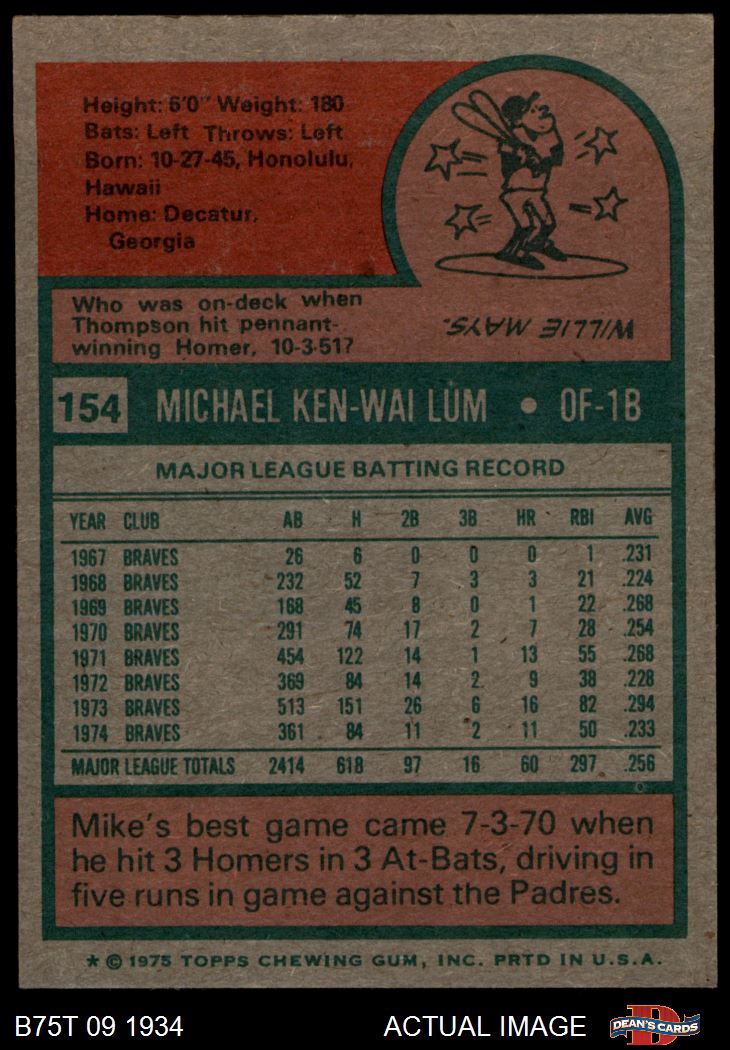 Height: 6'0" Weight: 180
Bats: Left Throws: Left
Born: 10-27-45, Honolulu,
Hawaii
Home: Decatur,
Georgia
Who was on-deck when
Thompson hit pennant-
winning Homer, 10-3-51?
WILLIE MAYS.
154 MICHAEL KEN-WAI LUM • OF-1B
MAJOR LEAGUE BATTING RECORD
YEAR CLUB AB H 2B 3B HR RBI AVG
1967 BRAVES 26 6 0 0 0 1 .231
1968 BRAVES 232 52 7 3 3 21 .224
1969 BRAVES 168 45 8 0 1 22 .268
1970 BRAVES 291 74 17 2 7 28 .254
1971 BRAVES 454 122 14 1 13 55 .268
1972 BRAVES 369 84 14 2 9 38 .228
1973 BRAVES 513 151 26 6 16 82 .294
1974 BRAVES 361 84 11 2 11 50 .233
MAJOR LEAGUE TOTALS 2414 618 97 16 60 297 .256
Mike's best game came 7-3-70 when
he hit 3 Homers in 3 At-Bats, driving in
five runs in game against the Padres.
* © 1975 TOPPS CHEWING GUM, INC. PRTD IN U.S.A.
B75T 09 1934 ACTUAL IMAGE D DEAN'S CARDS